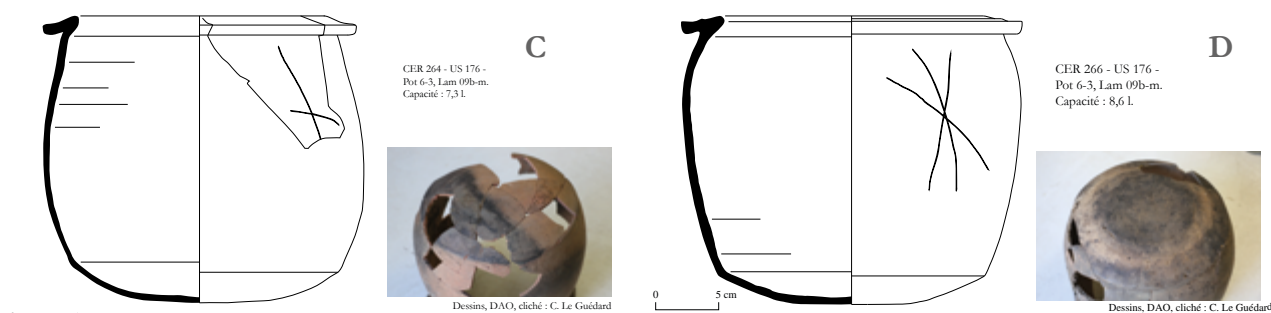 C
CER 264 - US 176 -
Pot 6-3, Lam 09b-m.
Capacité : 7,3 l.
Dessins, DAO, cliché : C. Le Guédard
D
CER 266 - US 176 -
Pot 6-3, Lam 09b-m.
Capacité : 8,6 l.
0 5 cm
Dessins, DAO, cliché : C. Le Guédard